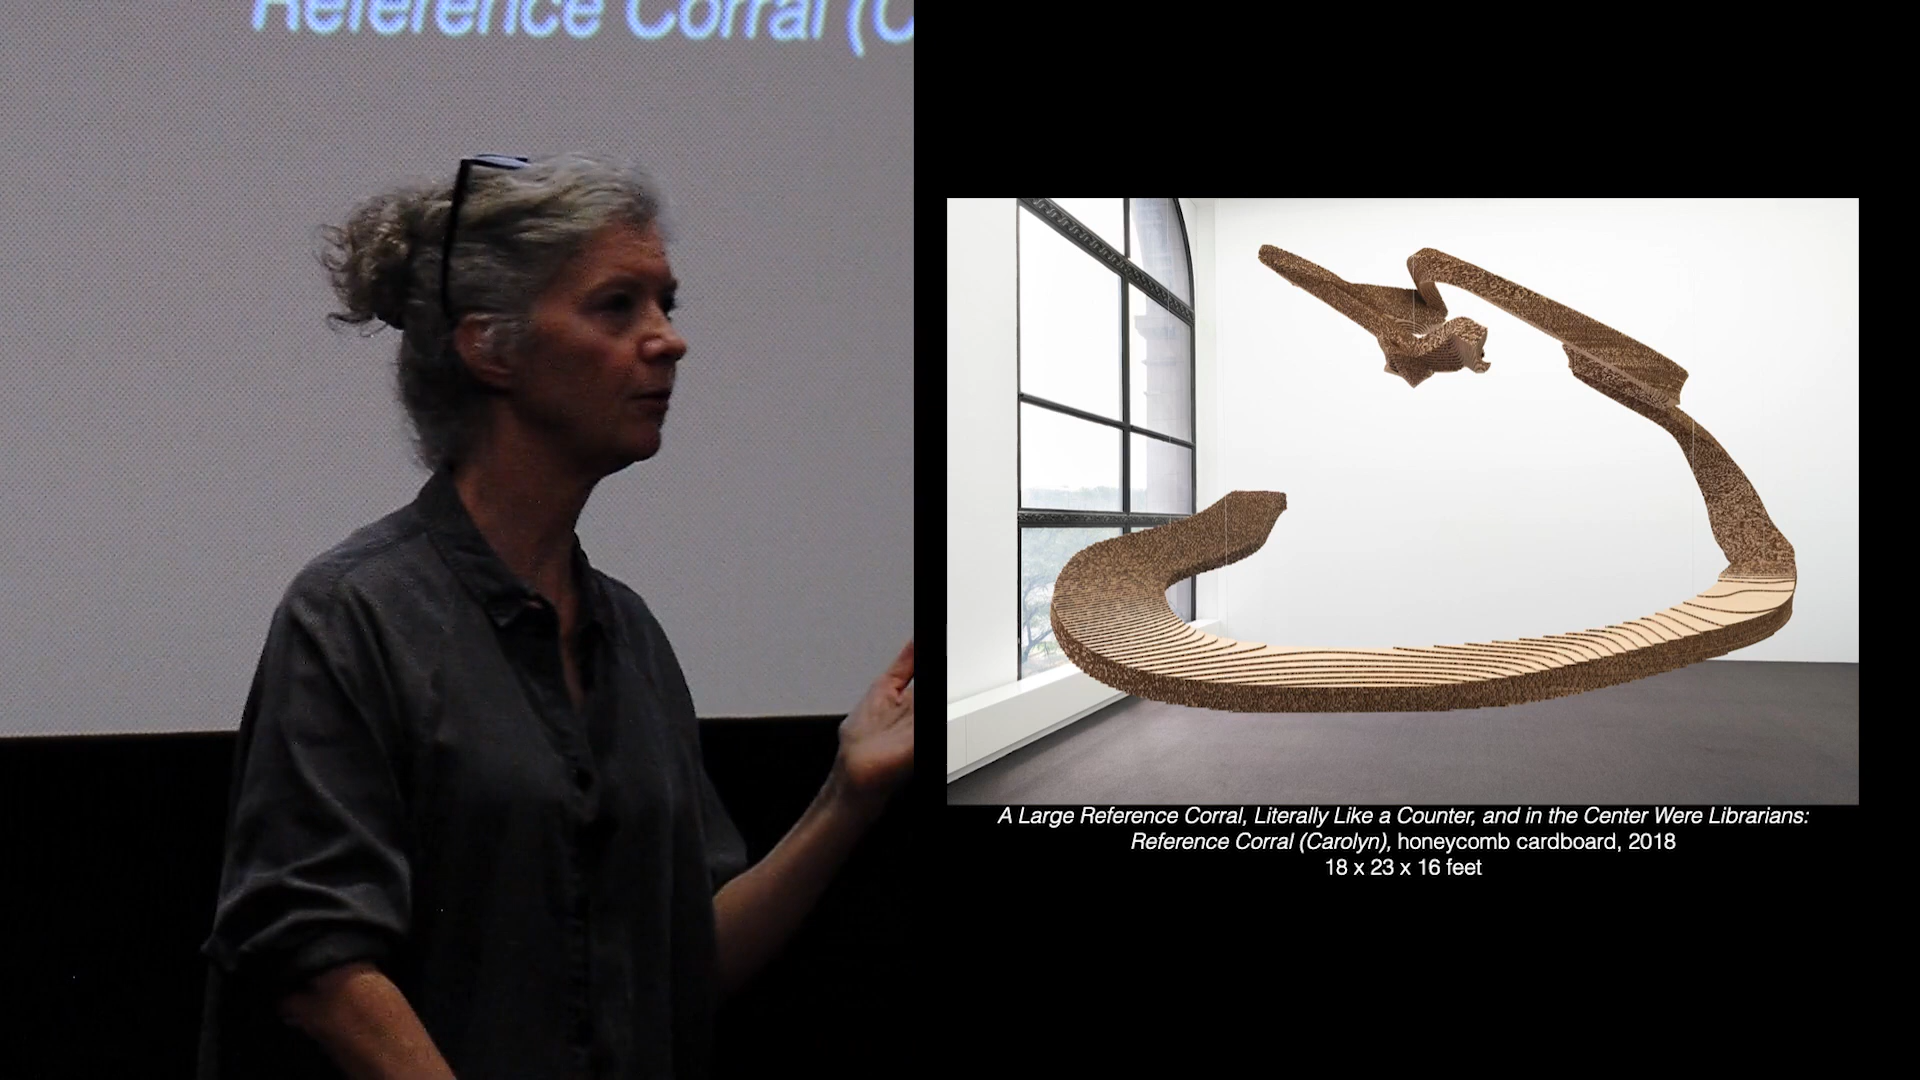 Reference Corral (C
A Large Reference Corral, Literally Like a Counter, and in the Center Were Librarians:
Reference Corral (Carolyn), honeycomb cardboard, 2018
18 x 23 x 16 feet